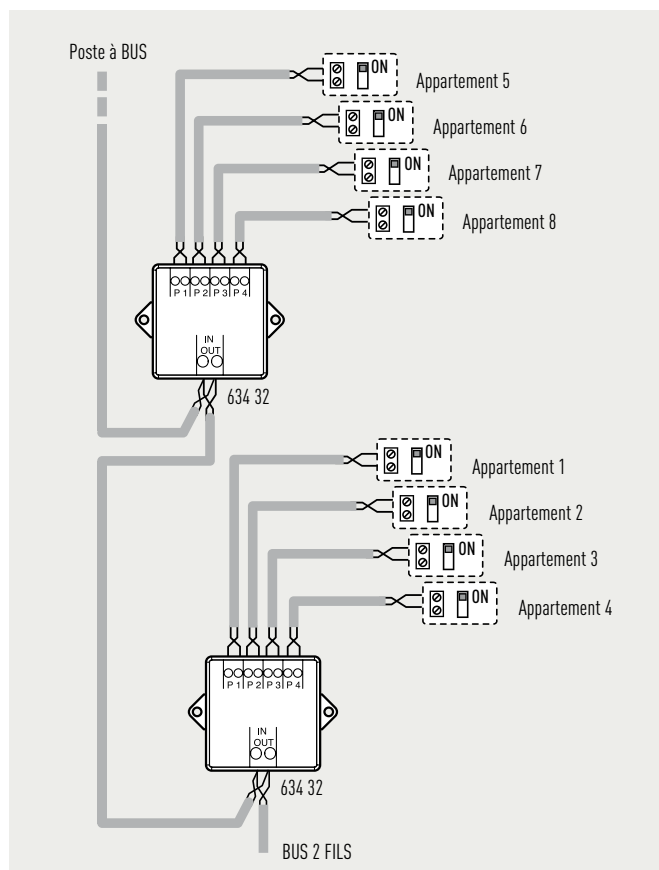 Poste à BUS
ON
Appartement 5
ON
Appartement 6
ON
Appartement 7
ON
Appartement 8
P 1 P 2 P 3 P 4
IN
OUT
634 32
ON
Appartement 1
ON
Appartement 2
ON
Appartement 3
ON
Appartement 4
P 1 P 2 P 3 P 4
IN
OUT
634 32
BUS 2 FILS